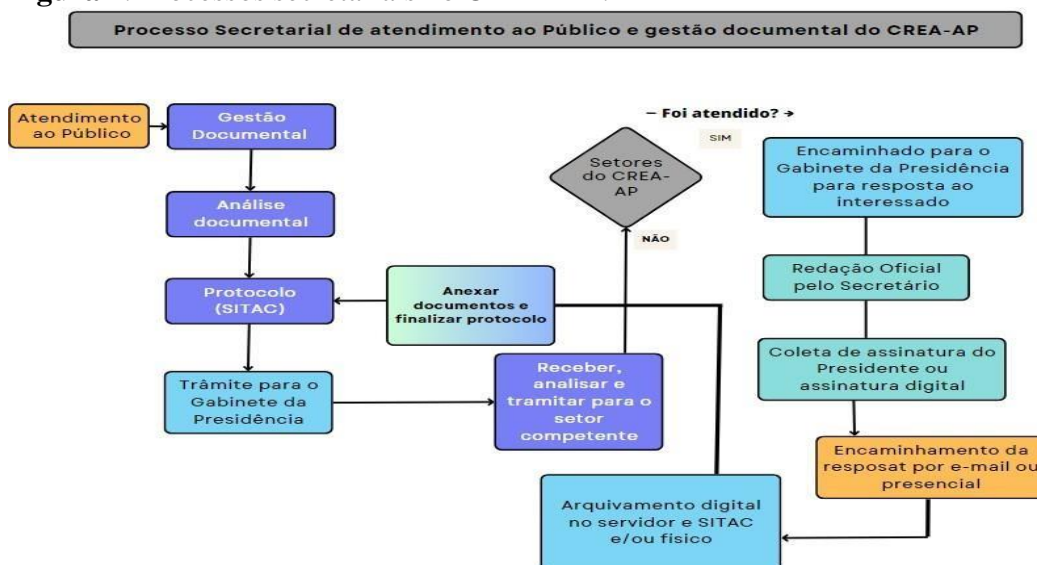 Processo Secretarial de atendimento ao Público e gestão documental do CREA-AP
Atendimento
ao Público
Gestão
Documental
Análise
documental
Protocolo
(SITAC)
Trâmite para o
Gabinete da
Presidência
Anexar
documentos e
finalizar protocolo
Receber,
analisar e
tramitar para o
setor
competente
Setores
do CREA-
AP
– Foi atendido? →
SIM
NÃO
Encaminhado para o
Gabinete da Presidência
para resposta ao
interessado
Redação Oficial
pelo Secretário
Coleta de assinatura do
Presidente ou
assinatura digital
Encaminhamento da
resposat por e-mail ou
presencial
Arquivamento digital
no servidor e SITAC
e/ou físico